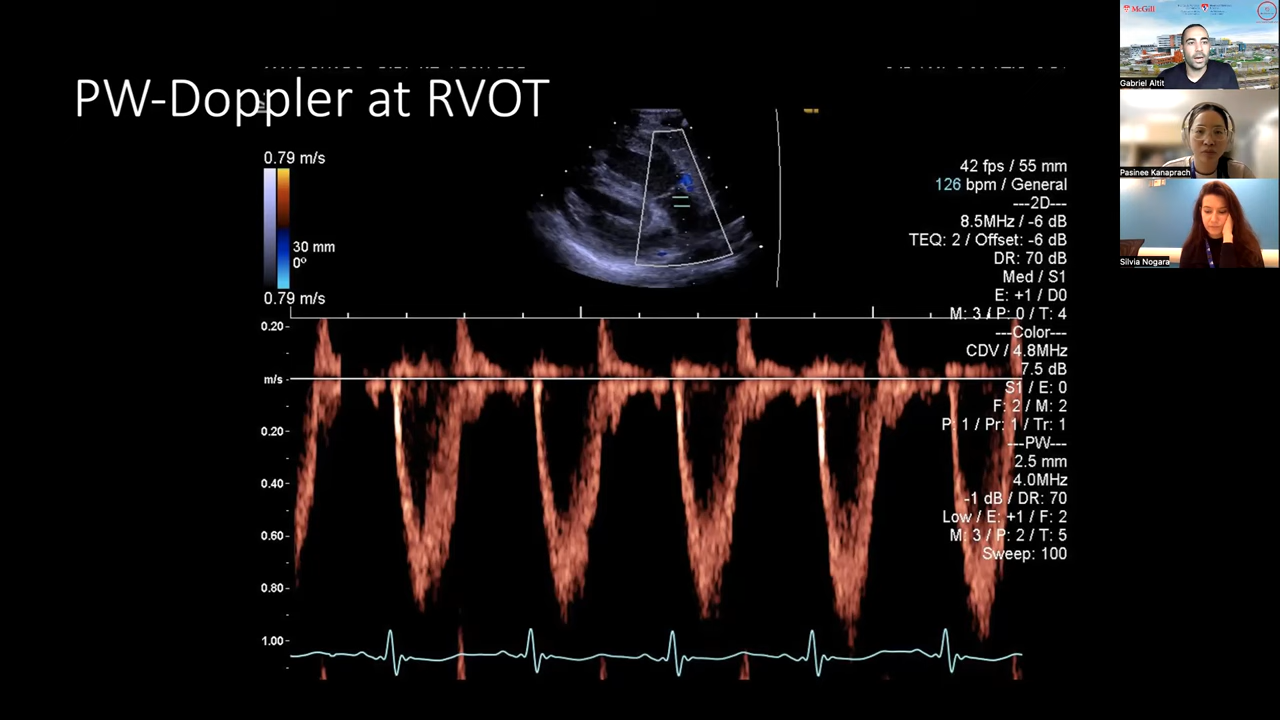 PW-Doppler at RVOT
0.79 m/s
30 mm
0°
0.79 m/s
42 fps / 55 mm
126 bpm / General
---2D---
8.5MHz / -6 dB
TEQ: 2 / Offset: -6 dB
DR: 70 dB
Med / S1
E: +1 / D0
M: 3 / P: 0 / T: 4
---Color---
CDV / 4.8MHz
7.5 dB
S1 / E: 0
F: 2 / M: 2
P: 1 / Pr: 1 / Tr: 1
---PW---
2.5 mm
4.0MHz
-1 dB / DR: 70
Low / E: +1 / F: 2
M: 3 / P: 2 / T: 5
Sweep: 100
0.20
m/s
0.20
0.40
0.60
0.80
1.00
McGill
Gabriel Altit
Pasinee Kanaprach
Silvia Nogara